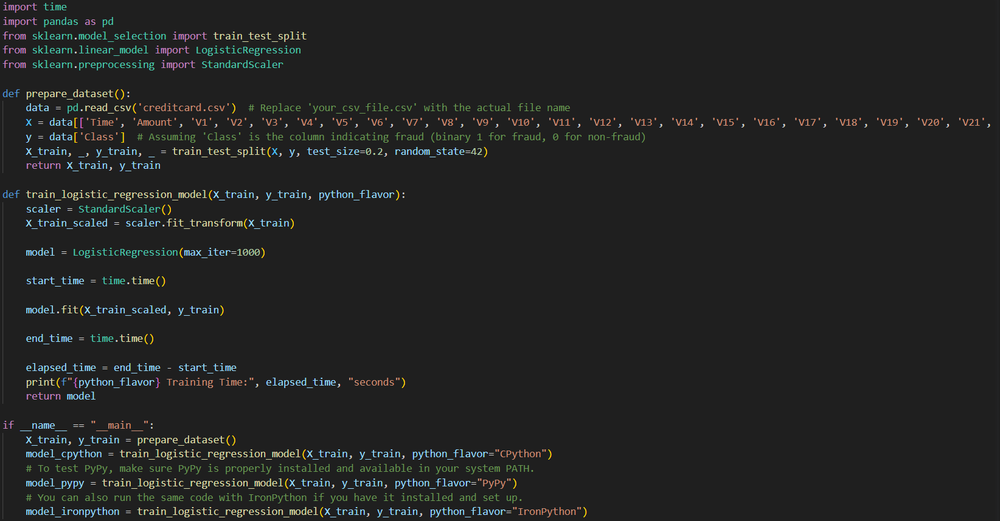 import time
import pandas as pd
from sklearn.model_selection import train_test_split
from sklearn.linear_model import LogisticRegression
from sklearn.preprocessing import StandardScaler

def prepare_dataset():
    data = pd.read_csv('creditcard.csv')  # Replace 'your_csv_file.csv' with the actual file name
    X = data[['Time', 'Amount', 'V1', 'V2', 'V3', 'V4', 'V5', 'V6', 'V7', 'V8', 'V9', 'V10', 'V11', 'V12', 'V13', 'V14', 'V15', 'V16', 'V17', 'V18', 'V19', 'V20', 'V21',
    y = data['Class']  # Assuming 'Class' is the column indicating fraud (binary 1 for fraud, 0 for non-fraud)
    X_train, _, y_train, _ = train_test_split(X, y, test_size=0.2, random_state=42)
    return X_train, y_train

def train_logistic_regression_model(X_train, y_train, python_flavor):
    scaler = StandardScaler()
    X_train_scaled = scaler.fit_transform(X_train)

    model = LogisticRegression(max_iter=1000)

    start_time = time.time()

    model.fit(X_train_scaled, y_train)

    end_time = time.time()

    elapsed_time = end_time - start_time
    print(f"{python_flavor} Training Time:", elapsed_time, "seconds")
    return model

if __name__ == "__main__":
    X_train, y_train = prepare_dataset()
    model_cpython = train_logistic_regression_model(X_train, y_train, python_flavor="CPython")
    # To test PyPy, make sure PyPy is properly installed and available in your system PATH.
    model_pypy = train_logistic_regression_model(X_train, y_train, python_flavor="PyPy")
    # You can also run the same code with IronPython if you have it installed and set up.
    model_ironpython = train_logistic_regression_model(X_train, y_train, python_flavor="IronPython")